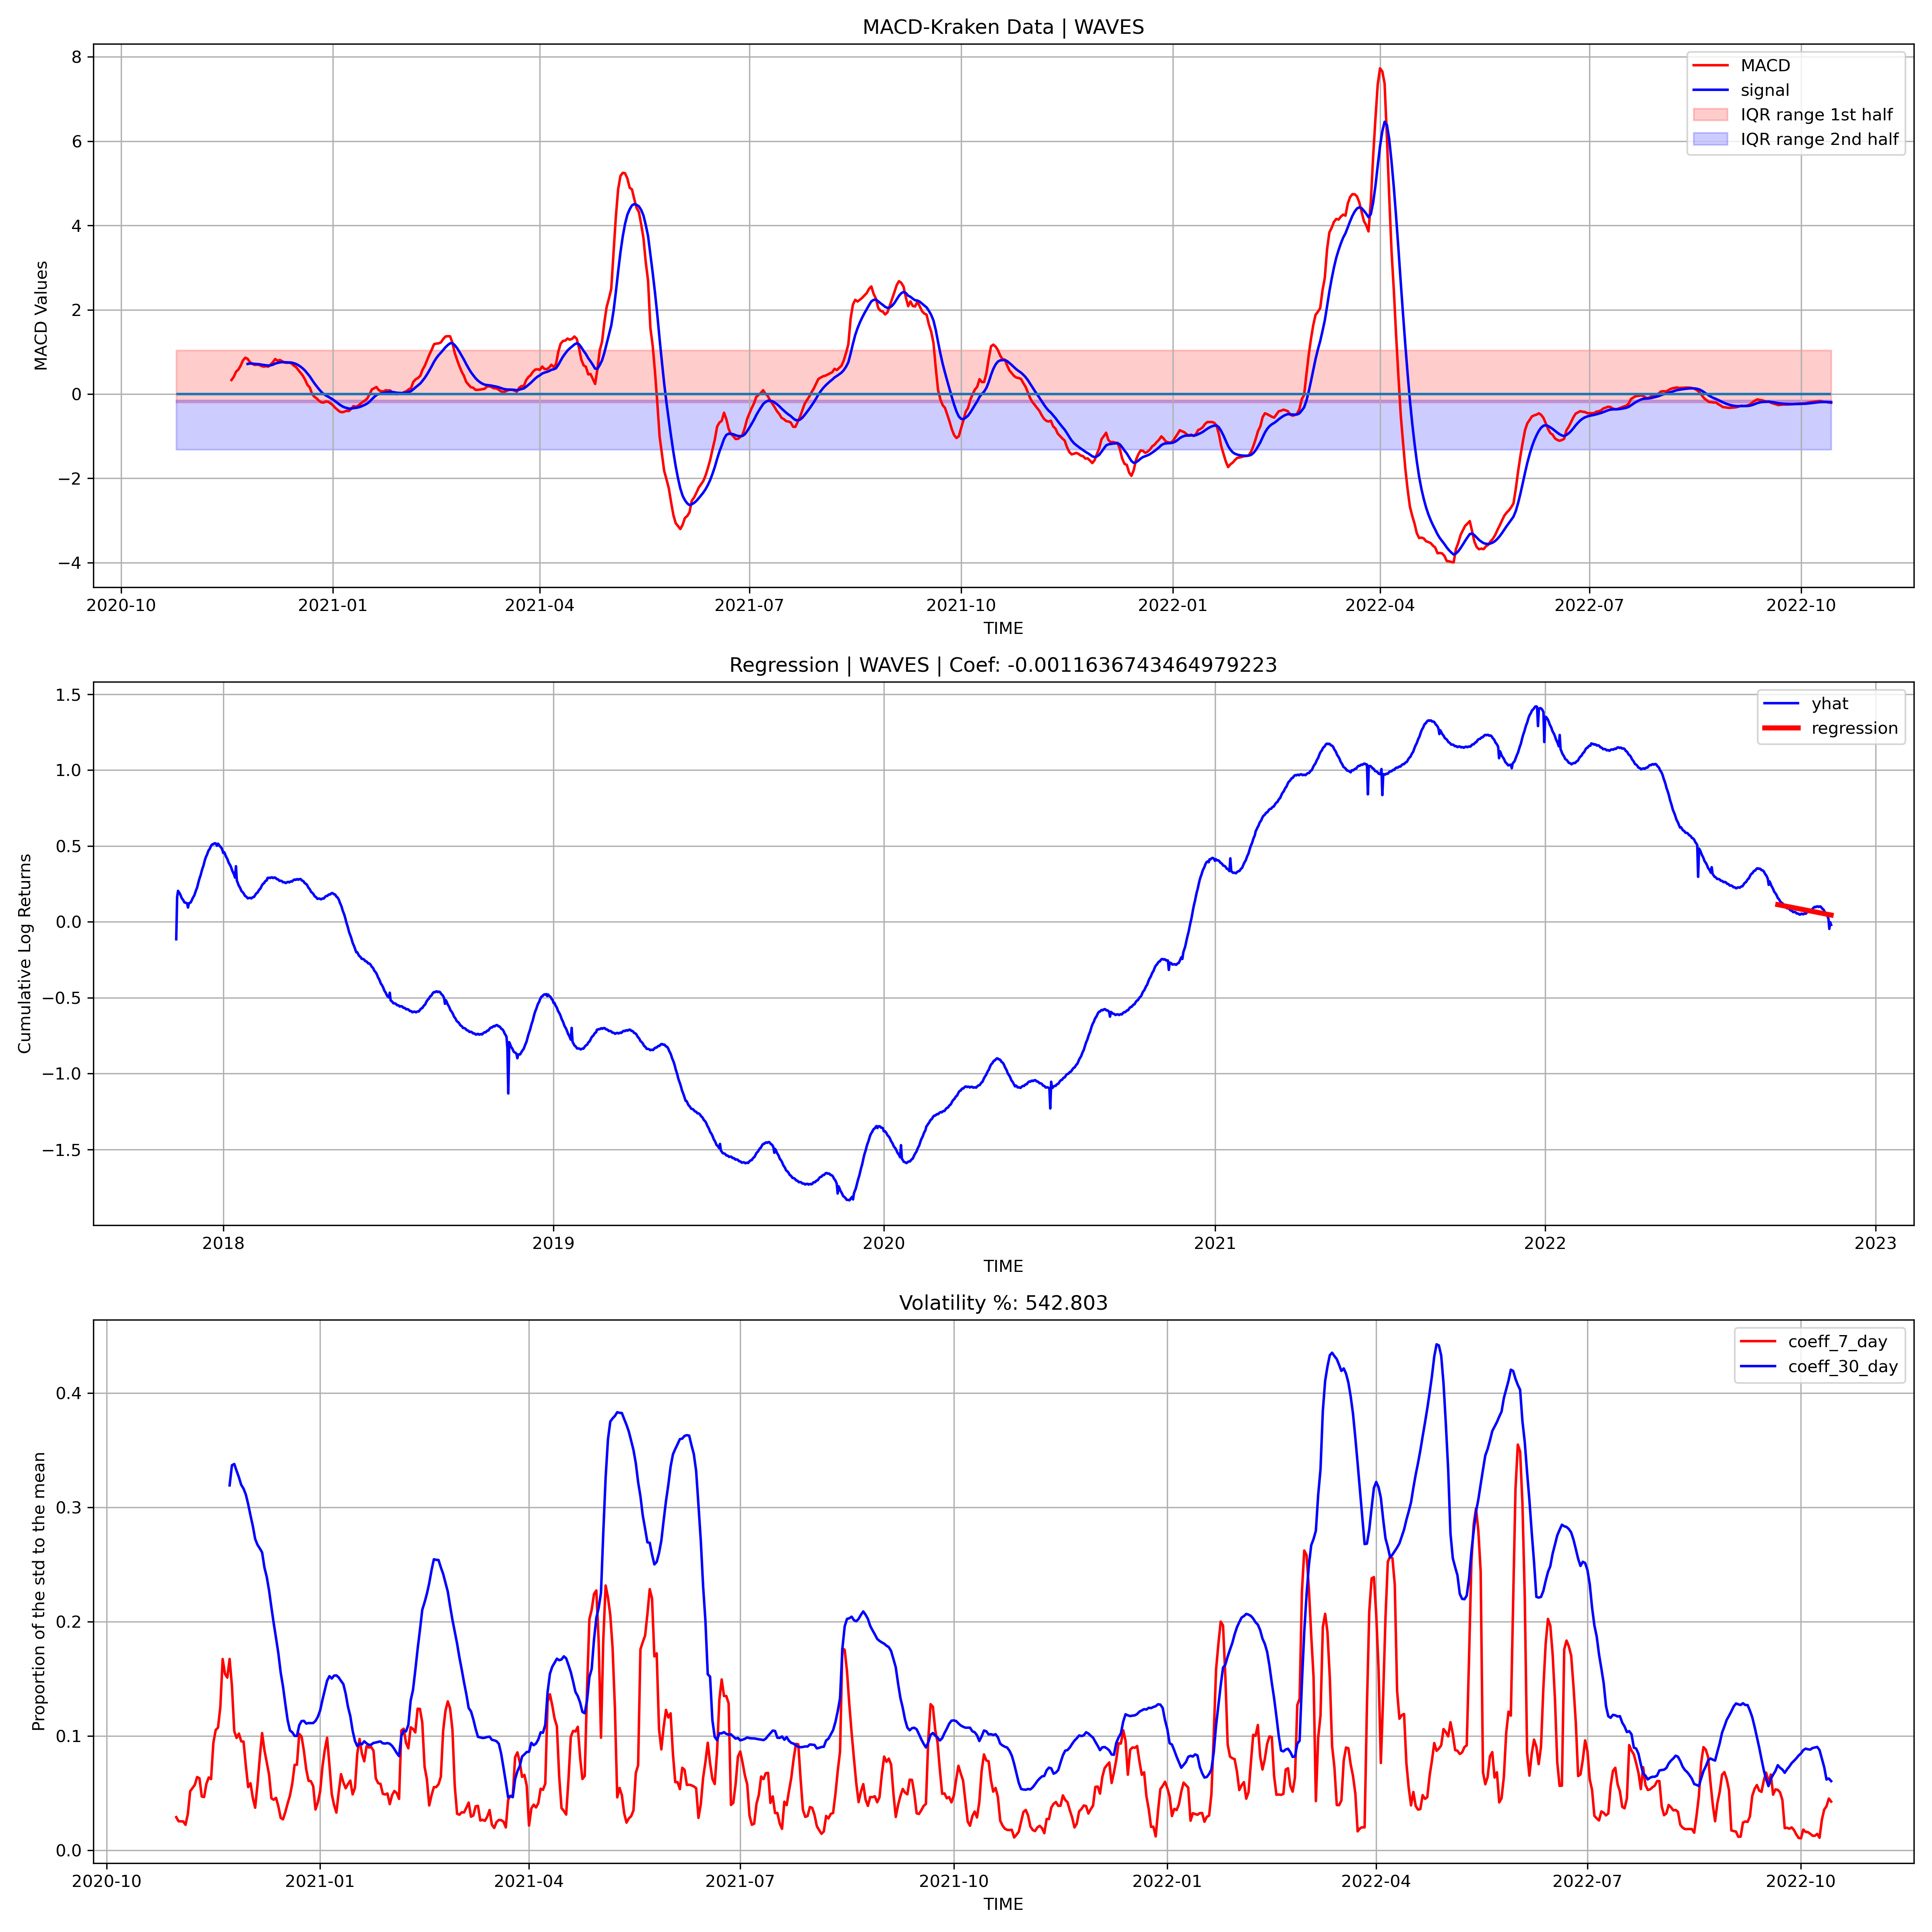 MACD-Kraken Data | WAVES
MACD
signal
IQR range 1st half
IQR range 2nd half
8
6
4
2
0
−2
−4
MACD Values
2020-10 2021-01 2021-04 2021-07 2021-10 2022-01 2022-04 2022-07 2022-10
TIME
Regression | WAVES | Coef: -0.0011636743464979223
yhat
regression
1.5
1.0
0.5
0.0
−0.5
−1.0
−1.5
Cumulative Log Returns
2018 2019 2020 2021 2022 2023
TIME
Volatility %: 542.803
coeff_7_day
coeff_30_day
0.4
0.3
0.2
0.1
0.0
Proportion of the std to the mean
2020-10 2021-01 2021-04 2021-07 2021-10 2022-01 2022-04 2022-07 2022-10
TIME